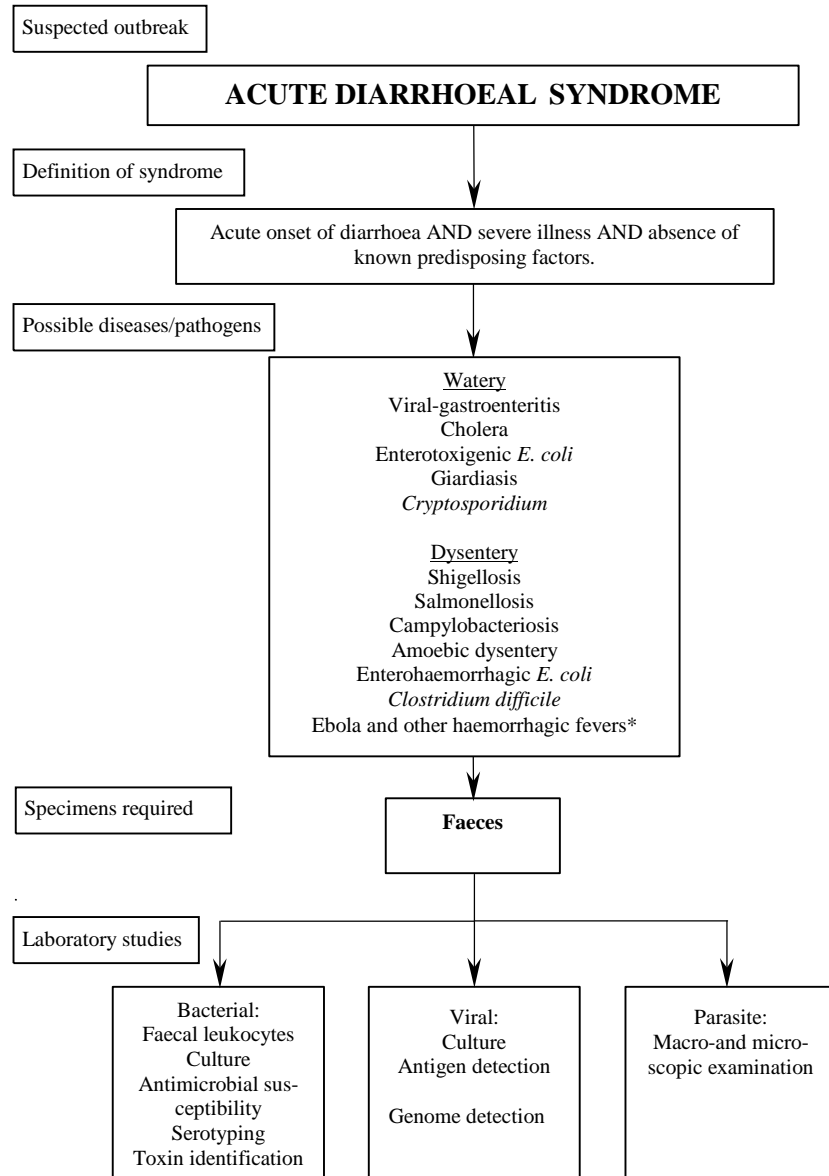 Suspected outbreak
ACUTE DIARRHOEAL SYNDROME
Definition of syndrome
Acute onset of diarrhoea AND severe illness AND absence of
known predisposing factors.
Possible diseases/pathogens
Watery
Viral-gastroenteritis
Cholera
Enterotoxigenic E. coli
Giardiasis
Cryptosporidium
Dysentery
Shigellosis
Salmonellosis
Campylobacteriosis
Amoebic dysentery
Enterohaemorrhagic E. coli
Clostridium difficile
Ebola and other haemorrhagic fevers*
Specimens required
Faeces
.
Laboratory studies
Bacterial:
Faecal leukocytes
Culture
Antimicrobial sus-
ceptibility
Serotyping
Toxin identification
Viral:
Culture
Antigen detection
Genome detection
Parasite:
Macro-and micro-
scopic examination